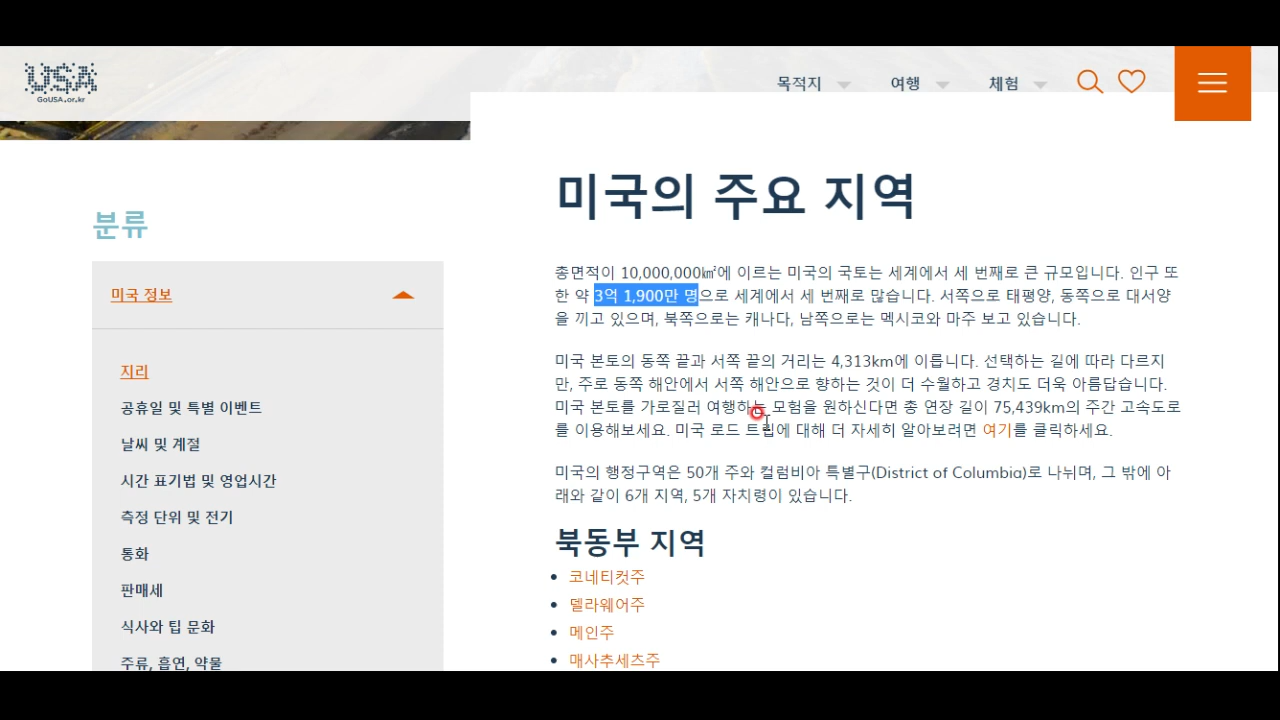 USA
GoUSA.or.kr
목적지
여행
체험
미국의 주요 지역
분류
미국 정보
지리
공휴일 및 특별 이벤트
날씨 및 계절
시간 표기법 및 영업시간
측정 단위 및 전기
통화
판매세
식사와 팁 문화
주류, 흡연, 약물
총면적이 10,000,000㎢에 이르는 미국의 국토는 세계에서 세 번째로 큰 규모입니다. 인구 또
한 약 3억 1,900만 명으로 세계에서 세 번째로 많습니다. 서쪽으로 태평양, 동쪽으로 대서양
을 끼고 있으며, 북쪽으로는 캐나다, 남쪽으로는 멕시코와 마주 보고 있습니다.
미국 본토의 동쪽 끝과 서쪽 끝의 거리는 4,313km에 이릅니다. 선택하는 길에 따라 다르지
만, 주로 동쪽 해안에서 서쪽 해안으로 향하는 것이 더 수월하고 경치도 더욱 아름답습니다.
미국 본토를 가로질러 여행하는 모험을 원하신다면 총 연장 길이 75,439km의 주간 고속도로
를 이용해보세요. 미국 로드 트립에 대해 더 자세히 알아보려면 여기를 클릭하세요.
미국의 행정구역은 50개 주와 컬럼비아 특별구(District of Columbia)로 나뉘며, 그 밖에 아
래와 같이 6개 지역, 5개 자치령이 있습니다.
북동부 지역
코네티컷주
델라웨어주
메인주
매사추세츠주